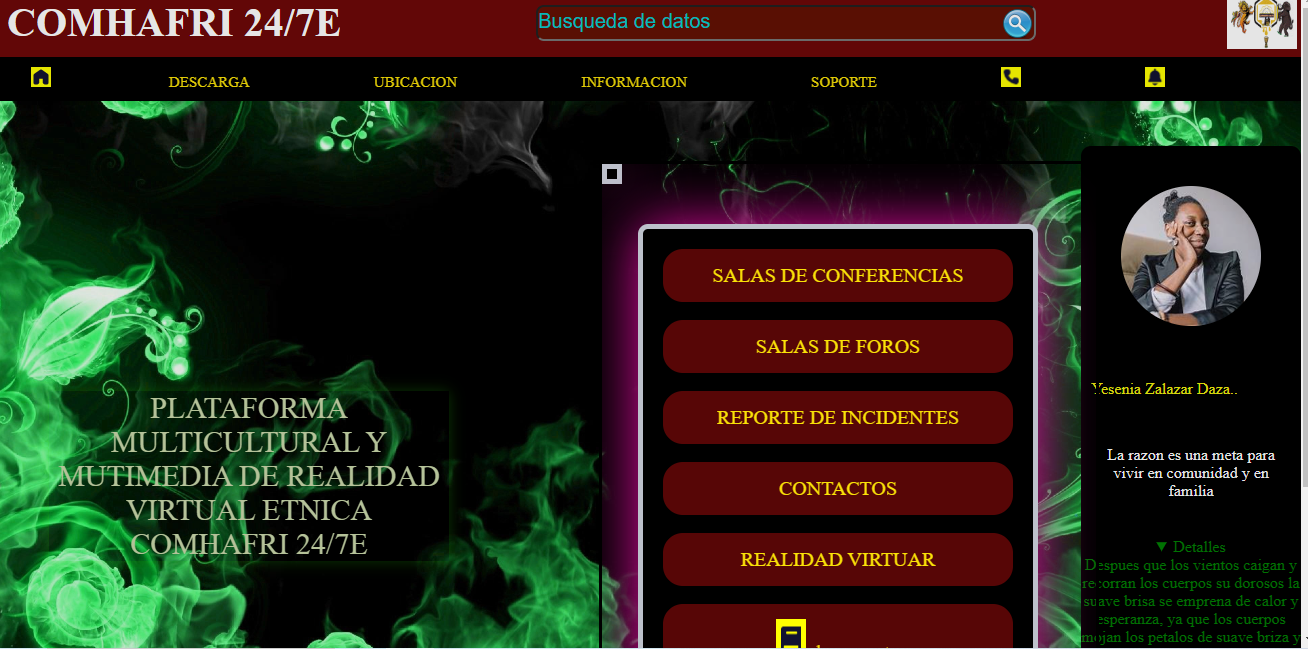 COMHAFRI 24/7E
Busqueda de datos
DESCARGA
UBICACION
INFORMACION
SOPORTE
PLATAFORMA
MULTICULTURAL Y
MUTIMEDIA DE REALIDAD
VIRTUAL ETNICA
COMHAFRI 24/7E
SALAS DE CONFERENCIAS
SALAS DE FOROS
REPORTE DE INCIDENTES
CONTACTOS
REALIDAD VIRTUAR
Yesenia Zalazar Daza..
La razon es una meta para
vivir en comunidad y en
familia
▼ Detalles
Despues que los vientos caigan y
recorran los cuerpos su dorosos la
suave brisa se emprena de calor y
esperanza, ya que los cuerpos
mojan los petalos de suave briza y